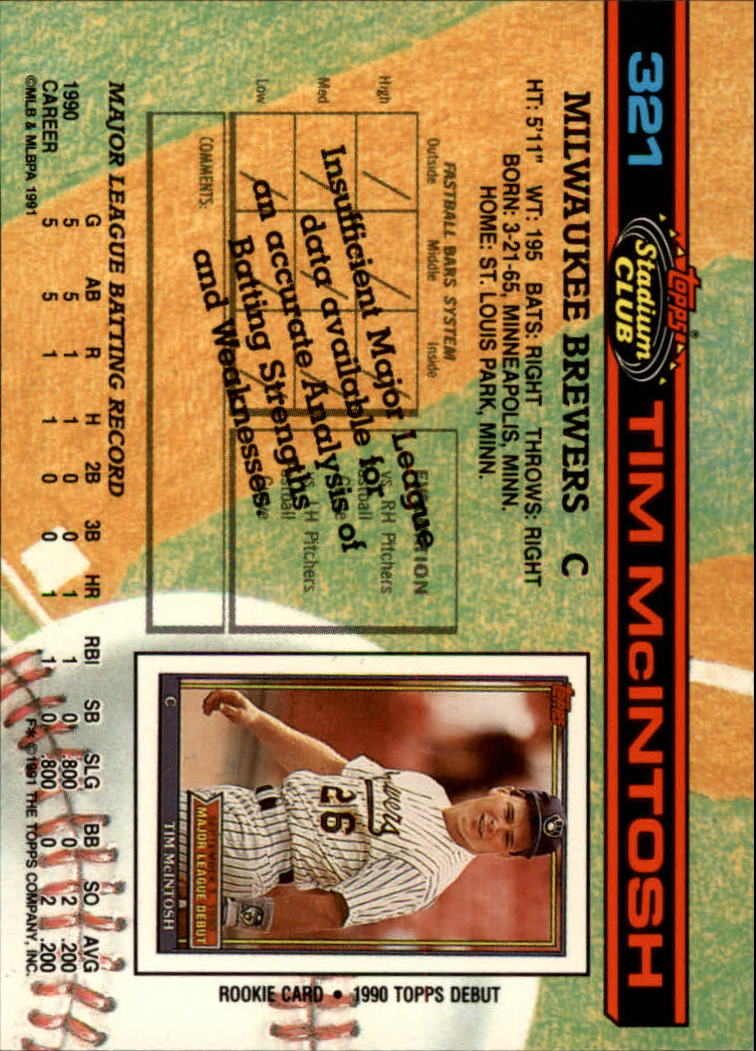 321
TOPPS®
Stadium
CLUB
TIM McINTOSH
MILWAUKEE BREWERS C
HT: 5'11" WT: 195 BATS: RIGHT THROWS: RIGHT
BORN: 3-21-65, MINNEAPOLIS, MINN.
HOME: ST. LOUIS PARK, MINN.
FASTBALL BARS SYSTEM
Outside Middle Inside
High
Med
Low
COMMENTS:
vs. RH Pitchers
vs. LH Pitchers
Insufficient Major League
data available for
an accurate Analysis of
Batting Strengths
and Weaknesses.
MAJOR LEAGUE BATTING RECORD
G AB R H 2B 3B HR RBI SB SLG BB SO AVG
1990 5 5 1 1 0 0 1 1 0 .800 0 2 .200
CAREER 5 5 1 1 0 0 1 1 0 .800 0 2 .200
©MLB & MLBPA 1991
F* ©1991 THE TOPPS COMPANY, INC.
TOPPS
Brewers
26
MAJOR LEAGUE DEBUT
C
TIM McINTOSH
ROOKIE CARD • 1990 TOPPS DEBUT